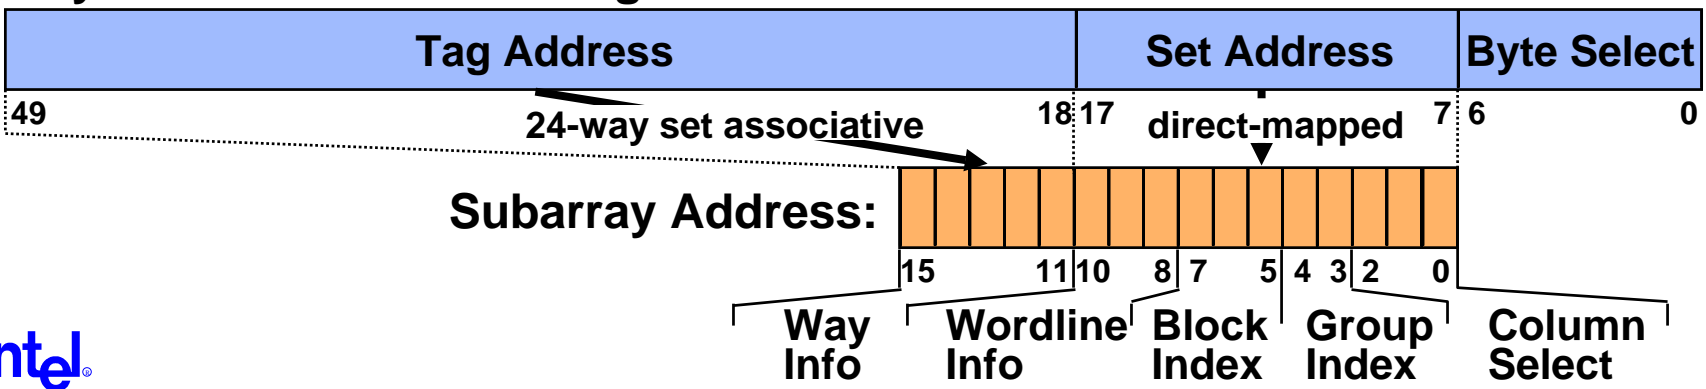 Tag Address Set Address Byte Select
49 18 17 7 6 0
24-way set associative direct-mapped
Subarray Address:
15 11 10 8 7 5 4 3 2 0
Way Info Wordline Info Block Index Group Index Column Select
ntel®